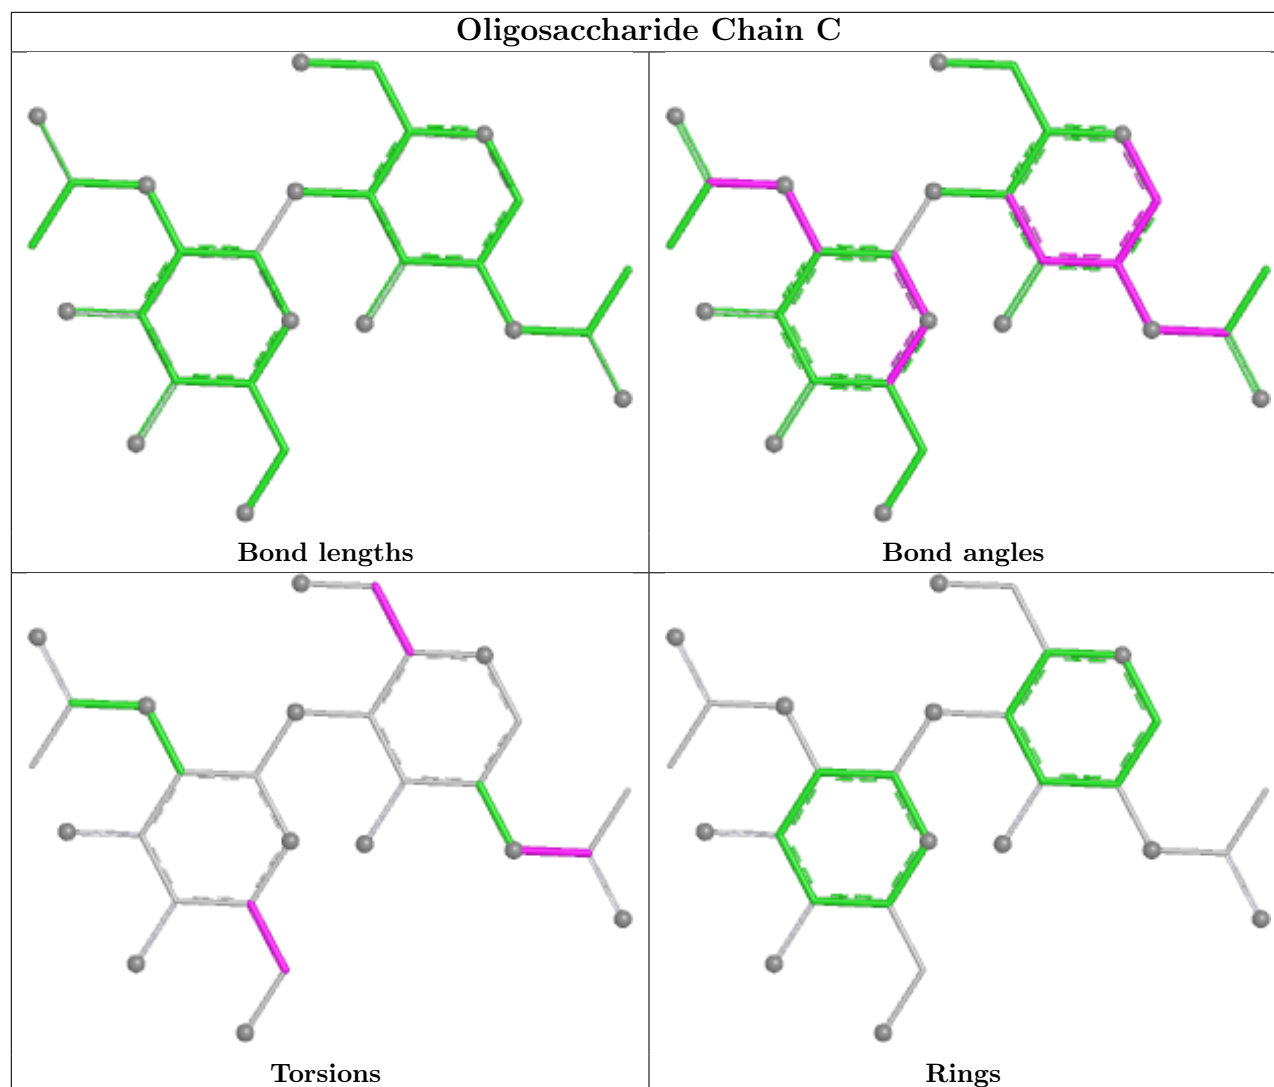 Oligosaccharide Chain C
Bond lengths
Bond angles
Torsions
Rings